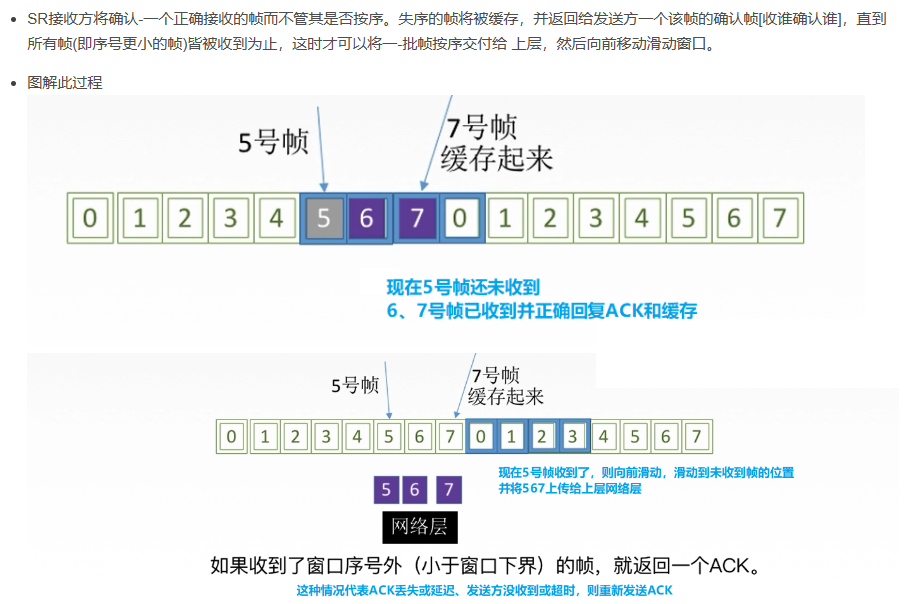 SR接收方将确认-一个正确接收的帧而不管其是否按序。失序的帧将被缓存，并返回给发送方一个该帧的确认帧[收谁确认谁]，直到
所有帧(即序号更小的帧)皆被收到为止，这时才可以将一-批帧按序交付给 上层，然后向前移动滑动窗口。
图解此过程
5号帧
7号帧
缓存起来
0 1 2 3 4 5 6 7 0 1 2 3 4 5 6 7
现在5号帧还未收到
6、7号帧已收到并正确回复ACK和缓存
5号帧
7号帧
缓存起来
0 1 2 3 4 5 6 7 0 1 2 3 4 5 6 7
现在5号帧收到了，则向前滑动，滑动到未收到帧的位置
并将567上传给上层网络层
5 6 7
网络层
如果收到了窗口序号外（小于窗口下界）的帧，就返回一个ACK。
这种情况代表ACK丢失或延迟、发送方没收到或超时，则重新发送ACK